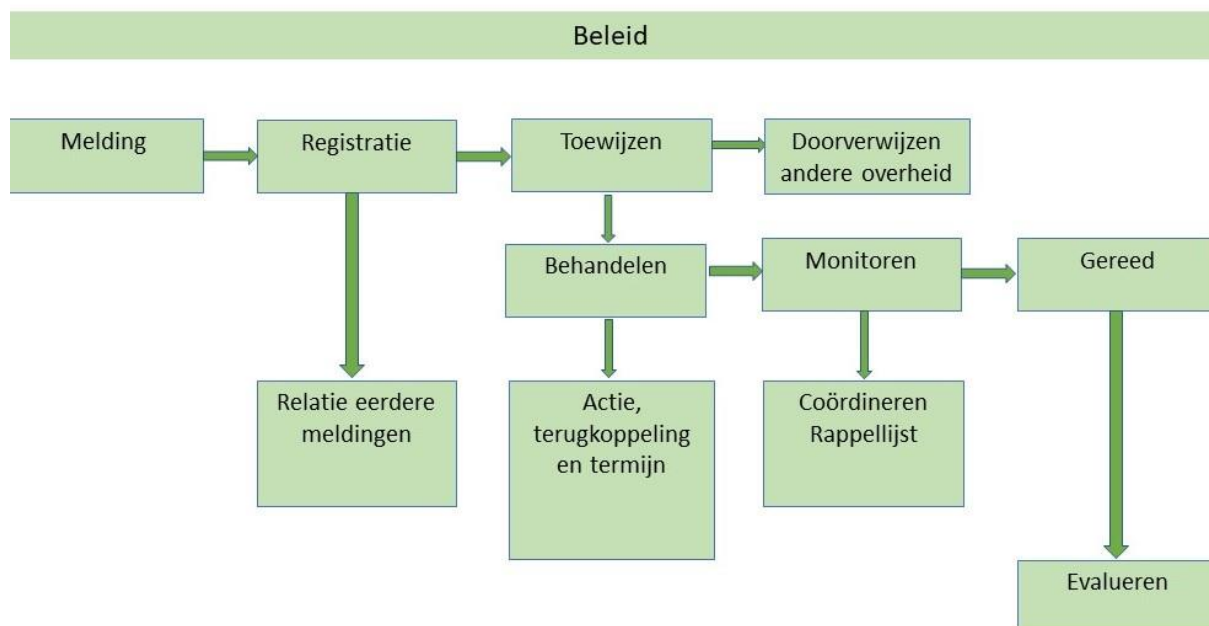 Beleid
Melding
Registratie
Toewijzen
Doorverwijzen
andere overheid
Behandelen
Monitoren
Gereed
Relatie eerdere
meldingen
Actie,
terugkoppeling
en termijn
Coördineren
Rappellijst
Evalueren